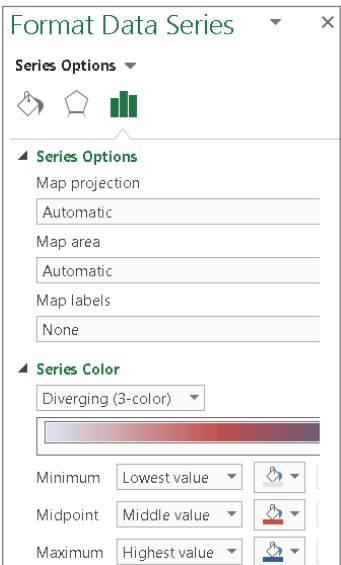 Format Data Series
Series Options
Series Options
Map projection
Automatic
Map area
Automatic
Map labels
None
Series Color
Diverging (3-color)
Minimum Lowest value
Midpoint Middle value
Maximum Highest value